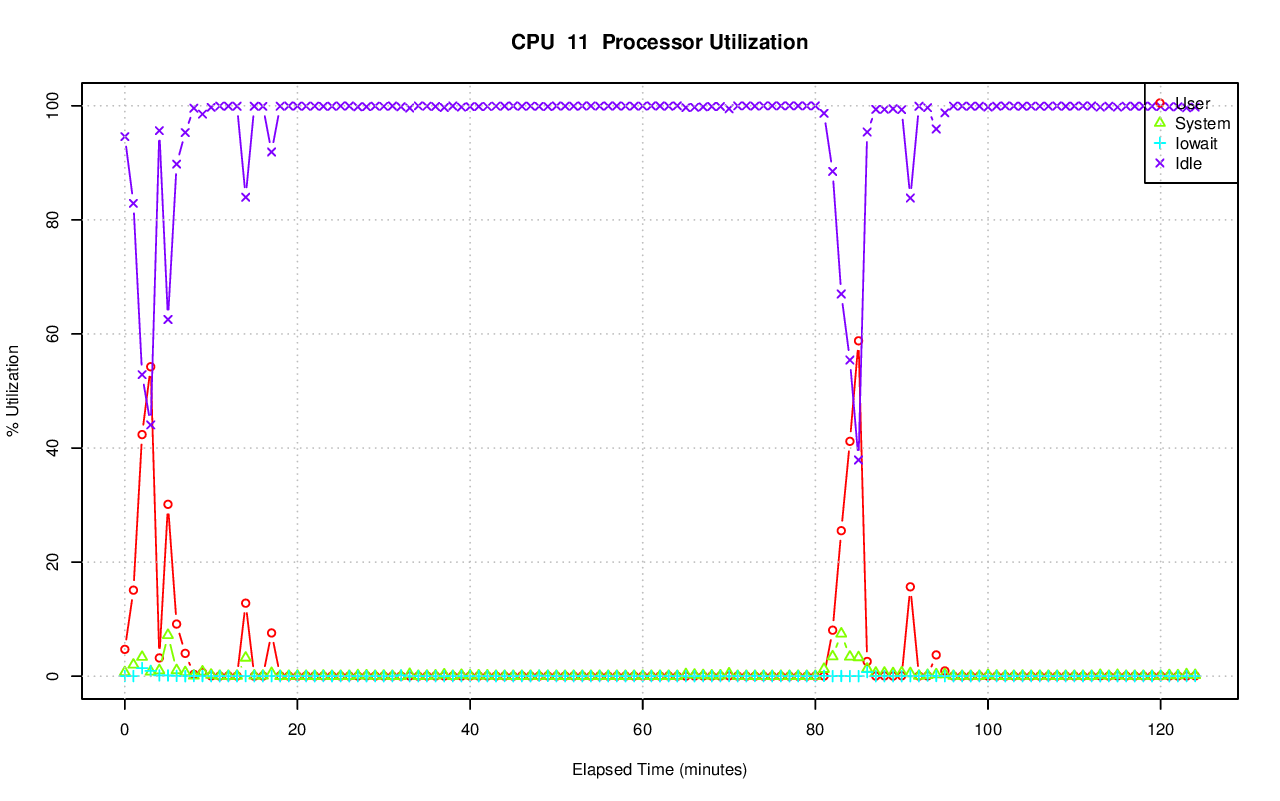 CPU  11  Processor Utilization
% Utilization
100
80
60
40
20
0
User
System
Iowait
Idle
0 20 40 60 80 100 120
Elapsed Time (minutes)